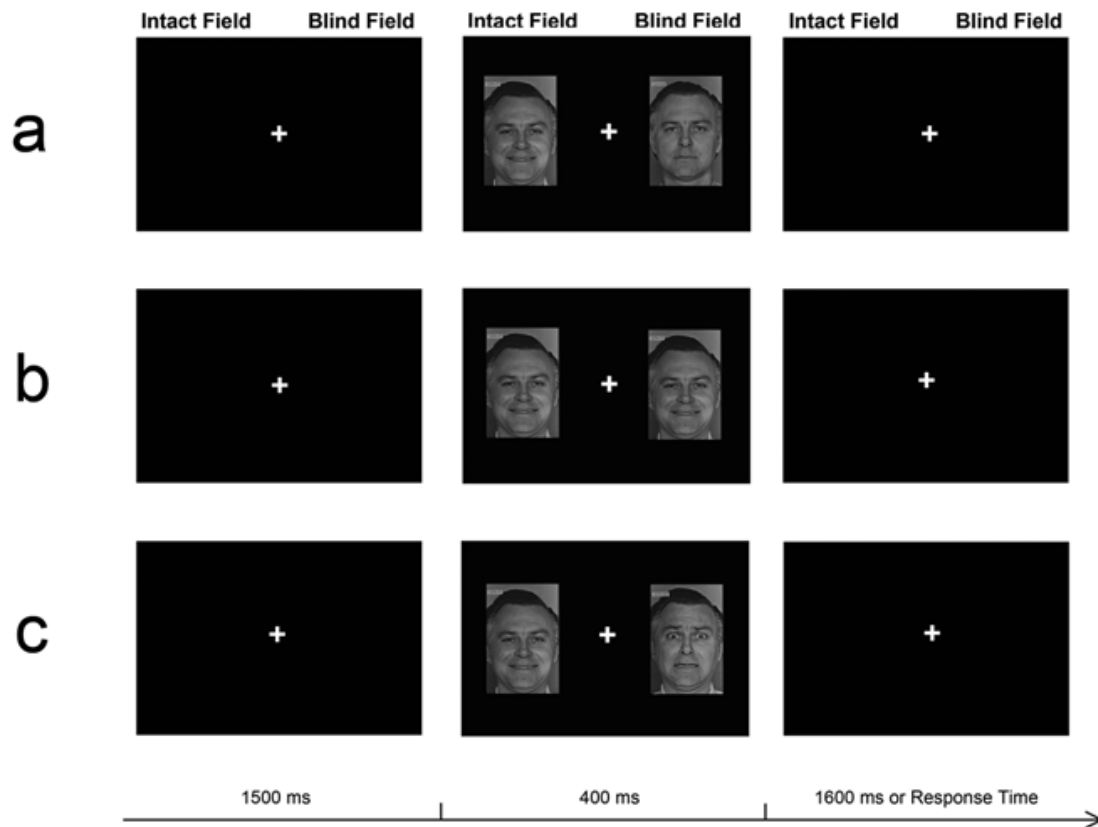 Intact Field Blind Field Intact Field Blind Field Intact Field Blind Field
a
b
c
1500 ms 400 ms 1600 ms or Response Time